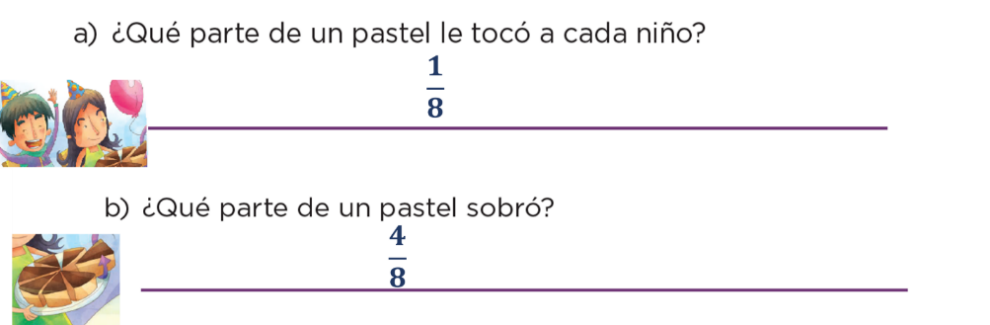 a) ¿Qué parte de un pastel le tocó a cada niño?
1
8
b) ¿Qué parte de un pastel sobró?
4
8